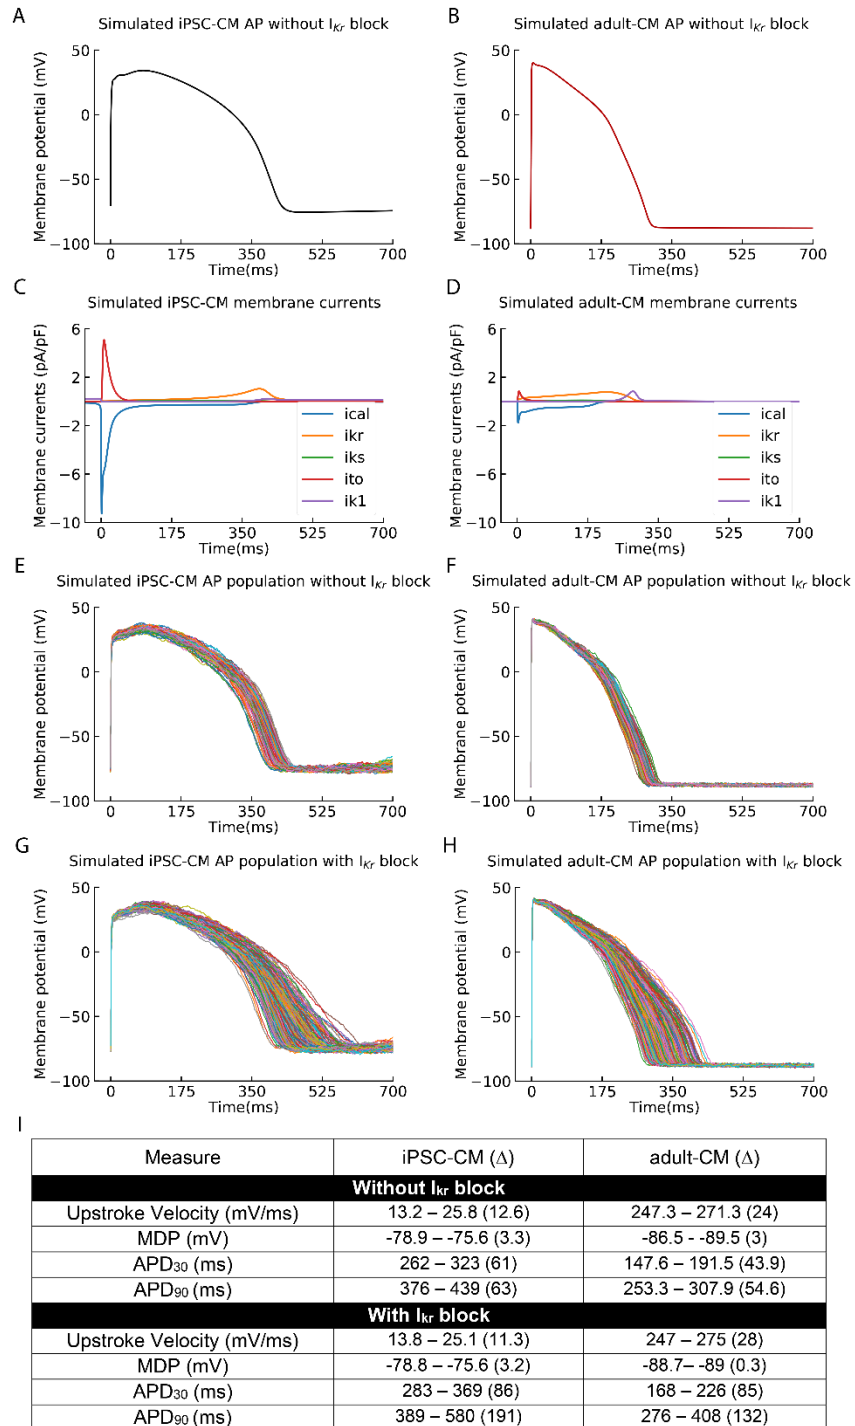 A
Simulated iPSC-CM AP without I_Kr block
Membrane potential (mV)
50
0
−50
−100
0 175 350 525 700
Time(ms)
B
Simulated adult-CM AP without I_Kr block
Membrane potential (mV)
50
0
−50
−100
0 175 350 525 700
Time(ms)
C
Simulated iPSC-CM membrane currents
Membrane currents (pA/pF)
6
2
−2
−6
−10
ical
ikr
iks
ito
ik1
0 175 350 525 700
Time(ms)
D
Simulated adult-CM membrane currents
Membrane currents (pA/pF)
6
2
−2
−6
−10
ical
ikr
iks
ito
ik1
0 175 350 525 700
Time(ms)
E
Simulated iPSC-CM AP population without I_Kr block
Membrane potential (mV)
50
0
−50
−100
0 175 350 525 700
Time(ms)
F
Simulated adult-CM AP population without I_Kr block
Membrane potential (mV)
50
0
−50
−100
0 175 350 525 700
Time(ms)
G
Simulated iPSC-CM AP population with I_Kr block
Membrane potential (mV)
50
0
−50
−100
0 175 350 525 700
Time(ms)
H
Simulated adult-CM AP population with I_Kr block
Membrane potential (mV)
50
0
−50
−100
0 175 350 525 700
Time(ms)
I
Measure iPSC-CM (Δ) adult-CM (Δ)
Without I_kr block
Upstroke Velocity (mV/ms) 13.2 – 25.8 (12.6) 247.3 – 271.3 (24)
MDP (mV) -78.9 – -75.6 (3.3) -86.5 - -89.5 (3)
APD30 (ms) 262 – 323 (61) 147.6 – 191.5 (43.9)
APD90 (ms) 376 – 439 (63) 253.3 – 307.9 (54.6)
With I_kr block
Upstroke Velocity (mV/ms) 13.8 – 25.1 (11.3) 247 – 275 (28)
MDP (mV) -78.8 – -75.6 (3.2) -88.7– -89 (0.3)
APD30 (ms) 283 – 369 (86) 168 – 226 (85)
APD90 (ms) 389 – 580 (191) 276 – 408 (132)